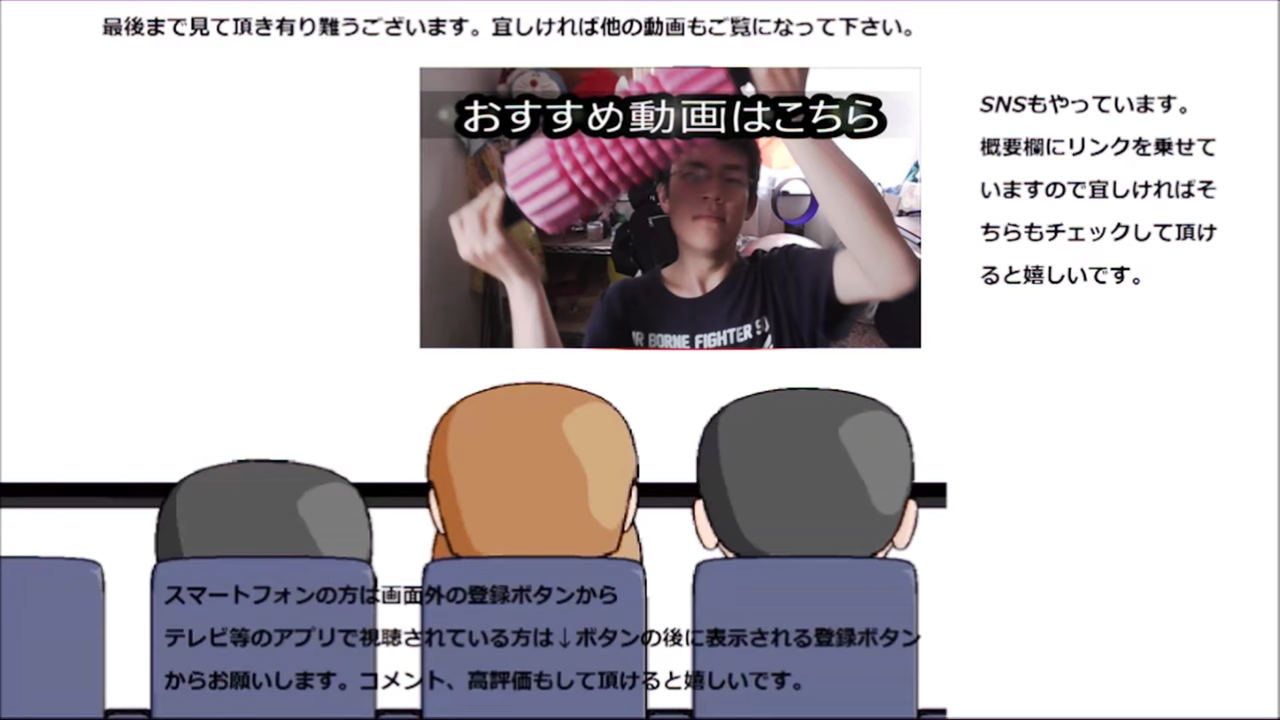 最後まで見て頂き有り難うございます。宜しければ他の動画もご覧になって下さい。
おすすめ動画はこちら
SNSもやっています。
概要欄にリンクを乗せて
いますので宜しければそ
ちらもチェックして頂け
ると嬉しいです。
BORNE FIGHTER
スマートフォンの方は画面外の登録ボタンから
テレビ等のアプリで視聴されている方は↓ボタンの後に表示される登録ボタン
からお願いします。コメント、高評価もして頂けると嬉しいです。